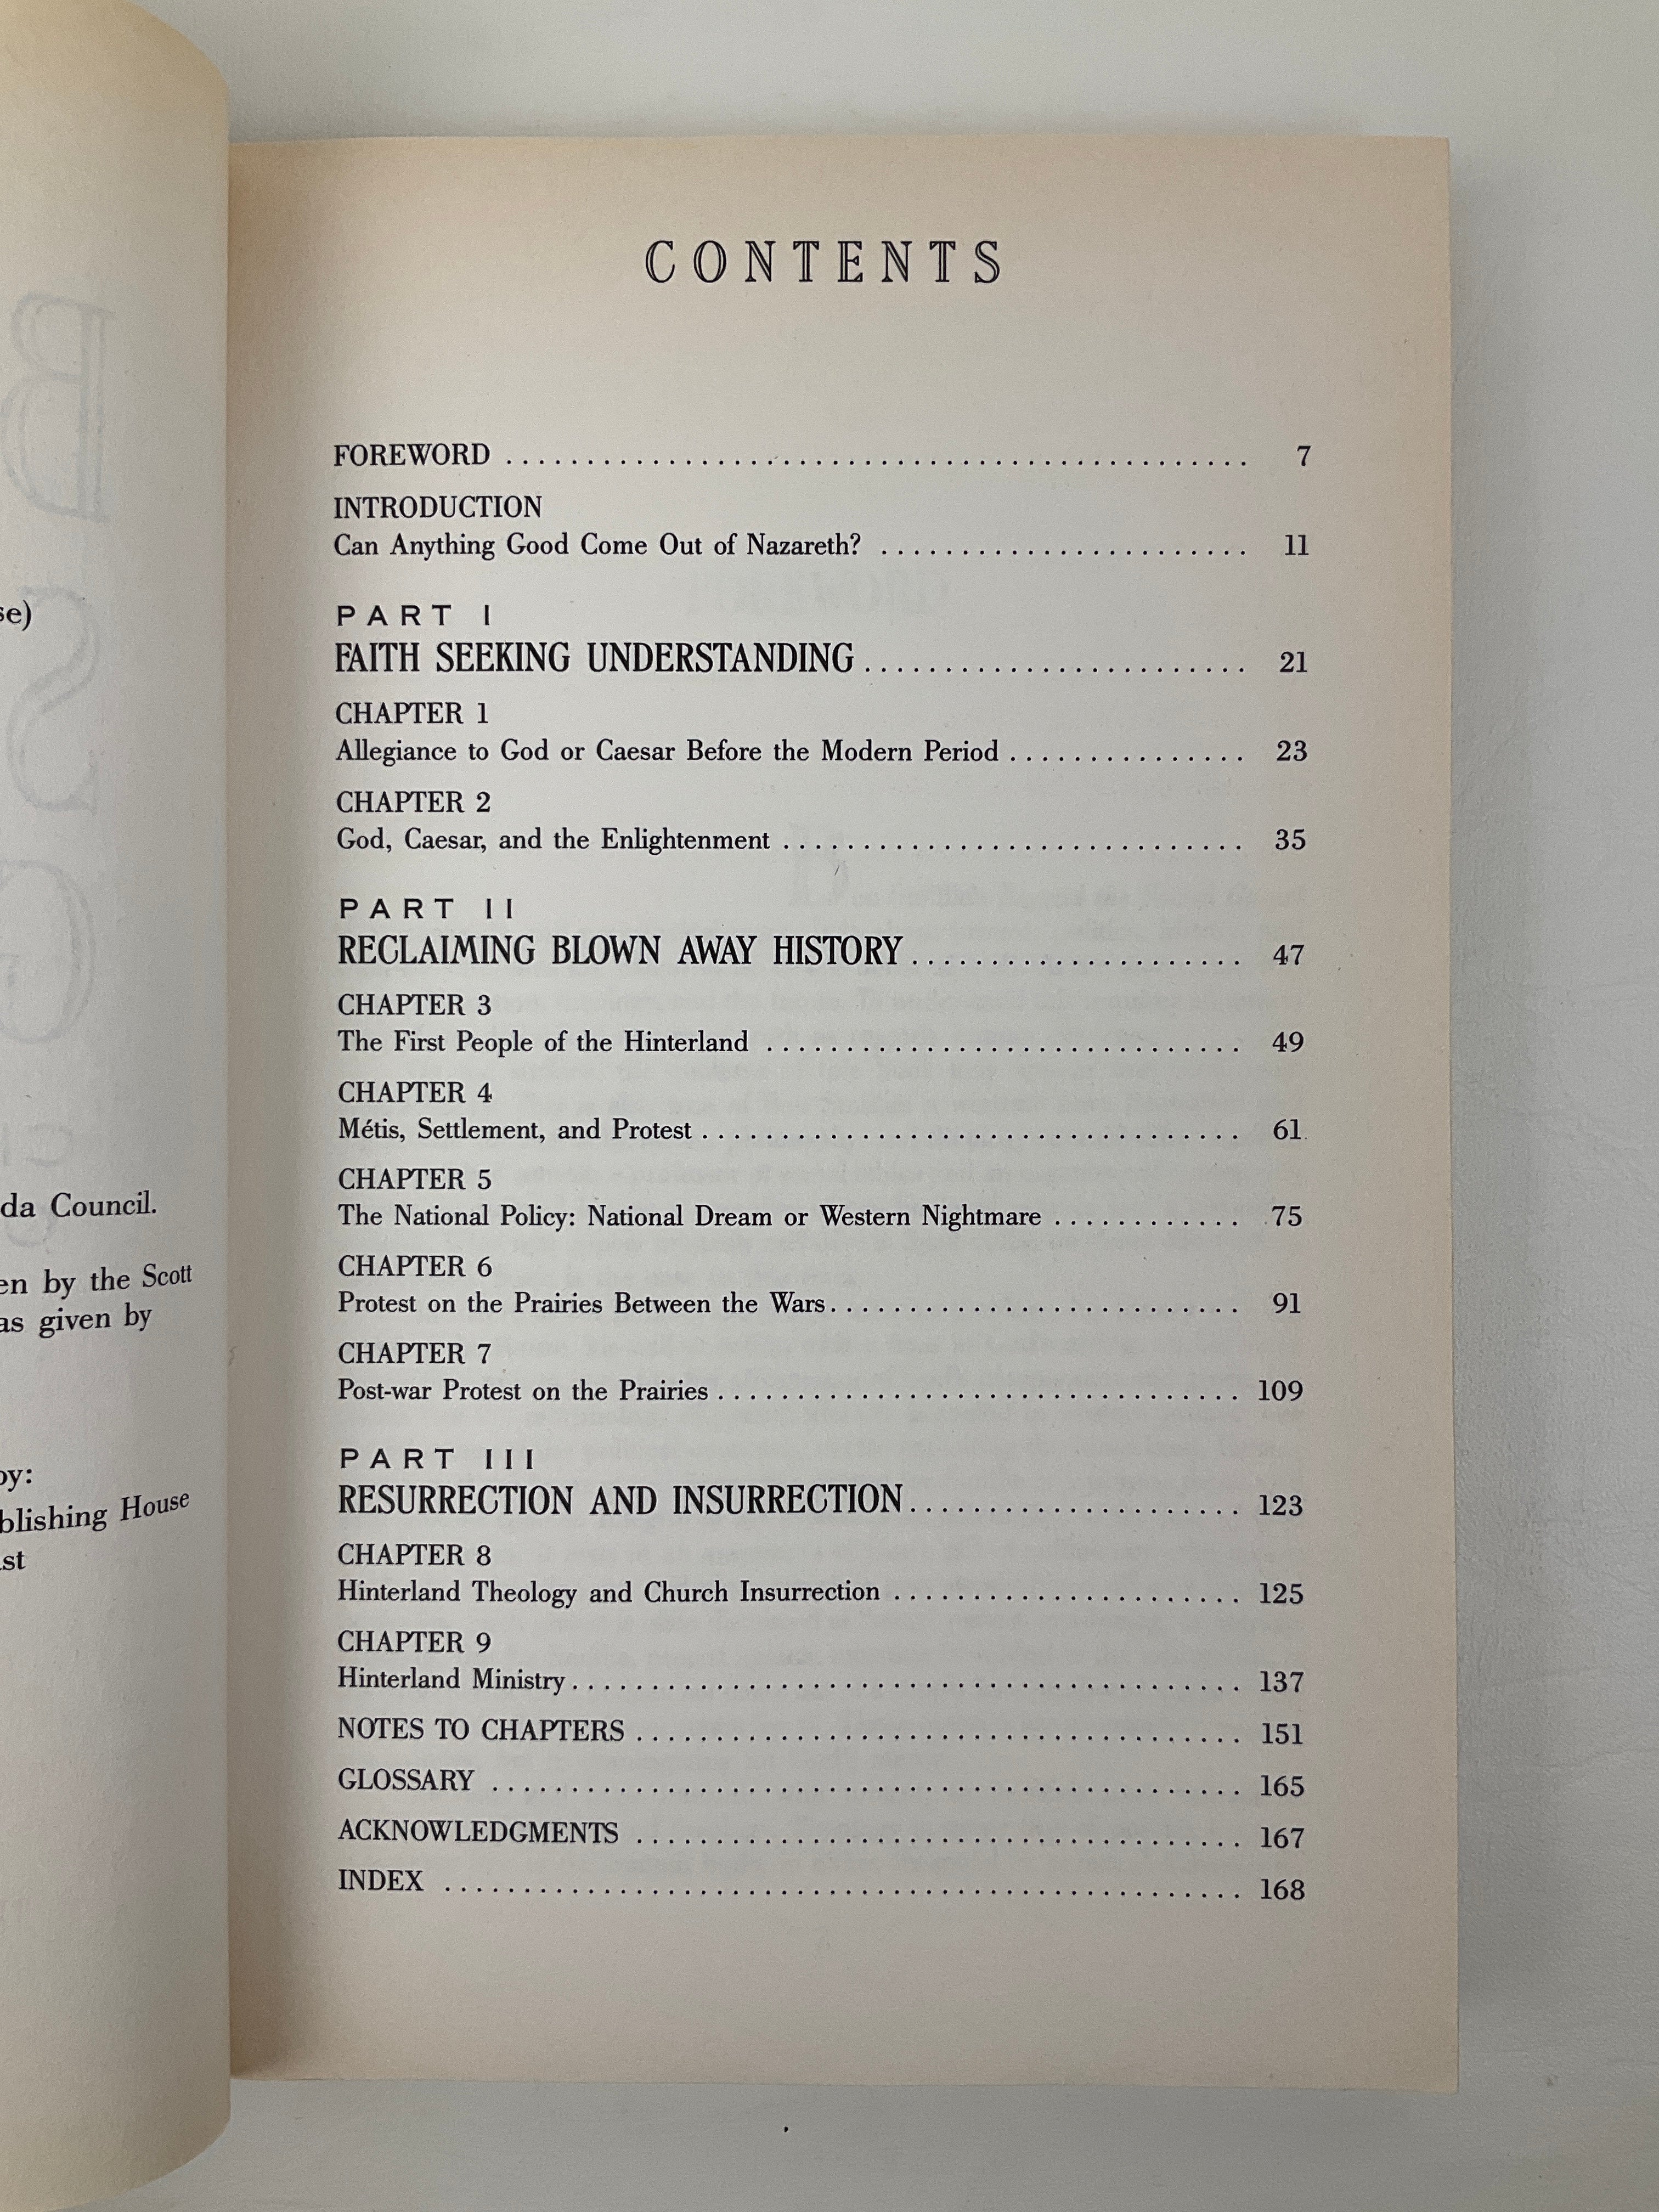 se)
da Council.
en by the Scott
as given by
by:
blishing House
st
CONTENTS
FOREWORD . . . . . . . . . . . . . . . . . . . . . . . . . . . . . . . . . . . . . . . . . . . . . . . 7
INTRODUCTION
Can Anything Good Come Out of Nazareth? . . . . . . . . . . . . . . . . . . . . . . . 11
PART I
FAITH SEEKING UNDERSTANDING . . . . . . . . . . . . . . . . . . . . . . . . 21
CHAPTER 1
Allegiance to God or Caesar Before the Modern Period . . . . . . . . . . . . . . . 23
CHAPTER 2
God, Caesar, and the Enlightenment . . . . . . . . . . . . . . . . . . . . . . . . . . . . . 35
PART II
RECLAIMING BLOWN AWAY HISTORY . . . . . . . . . . . . . . . . . . . . . 47
CHAPTER 3
The First People of the Hinterland . . . . . . . . . . . . . . . . . . . . . . . . . . . . . . 49
CHAPTER 4
Métis, Settlement, and Protest . . . . . . . . . . . . . . . . . . . . . . . . . . . . . . . . . . 61
CHAPTER 5
The National Policy: National Dream or Western Nightmare . . . . . . . . . . . . 75
CHAPTER 6
Protest on the Prairies Between the Wars . . . . . . . . . . . . . . . . . . . . . . . . . . 91
CHAPTER 7
Post-war Protest on the Prairies . . . . . . . . . . . . . . . . . . . . . . . . . . . . . . . . . 109
PART III
RESURRECTION AND INSURRECTION . . . . . . . . . . . . . . . . . . . . . 123
CHAPTER 8
Hinterland Theology and Church Insurrection . . . . . . . . . . . . . . . . . . . . . . 125
CHAPTER 9
Hinterland Ministry . . . . . . . . . . . . . . . . . . . . . . . . . . . . . . . . . . . . . . . . . . 137
NOTES TO CHAPTERS . . . . . . . . . . . . . . . . . . . . . . . . . . . . . . . . . . . . . . 151
GLOSSARY . . . . . . . . . . . . . . . . . . . . . . . . . . . . . . . . . . . . . . . . . . . . . . . 165
ACKNOWLEDGMENTS . . . . . . . . . . . . . . . . . . . . . . . . . . . . . . . . . . . . . . 167
INDEX . . . . . . . . . . . . . . . . . . . . . . . . . . . . . . . . . . . . . . . . . . . . . . . . . . 168